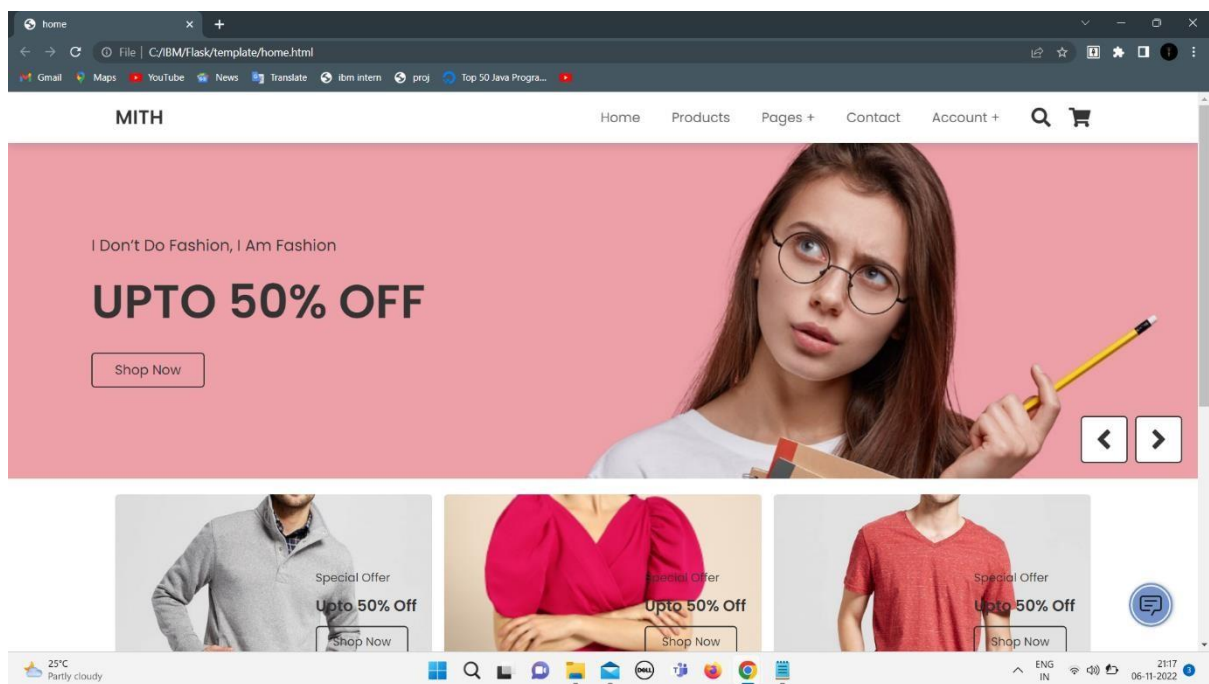 home
File | C:/IBM/Flask/template/home.html
Gmail Maps YouTube News Translate ibm intern proj Top 50 Java Progra...
MITH Home Products Pages + Contact Account +
I Don't Do Fashion, I Am Fashion
UPTO 50% OFF
Shop Now
Special Offer
Upto 50% Off
Shop Now
Special Offer
Upto 50% Off
Shop Now
Special Offer
Upto 50% Off
Shop Now
25°C
Partly cloudy
DELL
ENG
IN
21:17
06-11-2022
3